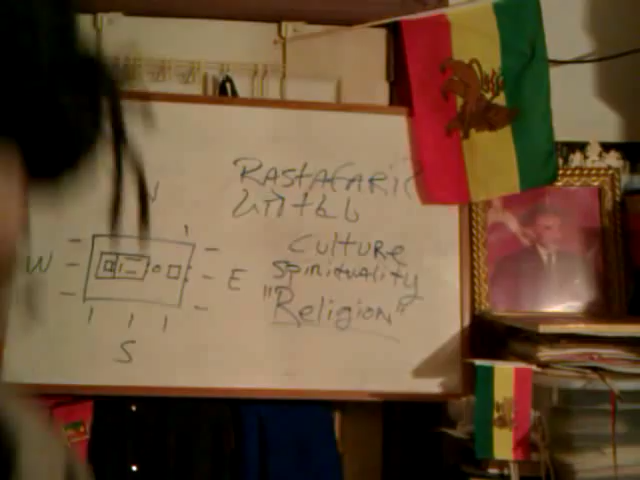 RASTAFARI
Culture
W
E
Spirituality
"Religion"
S